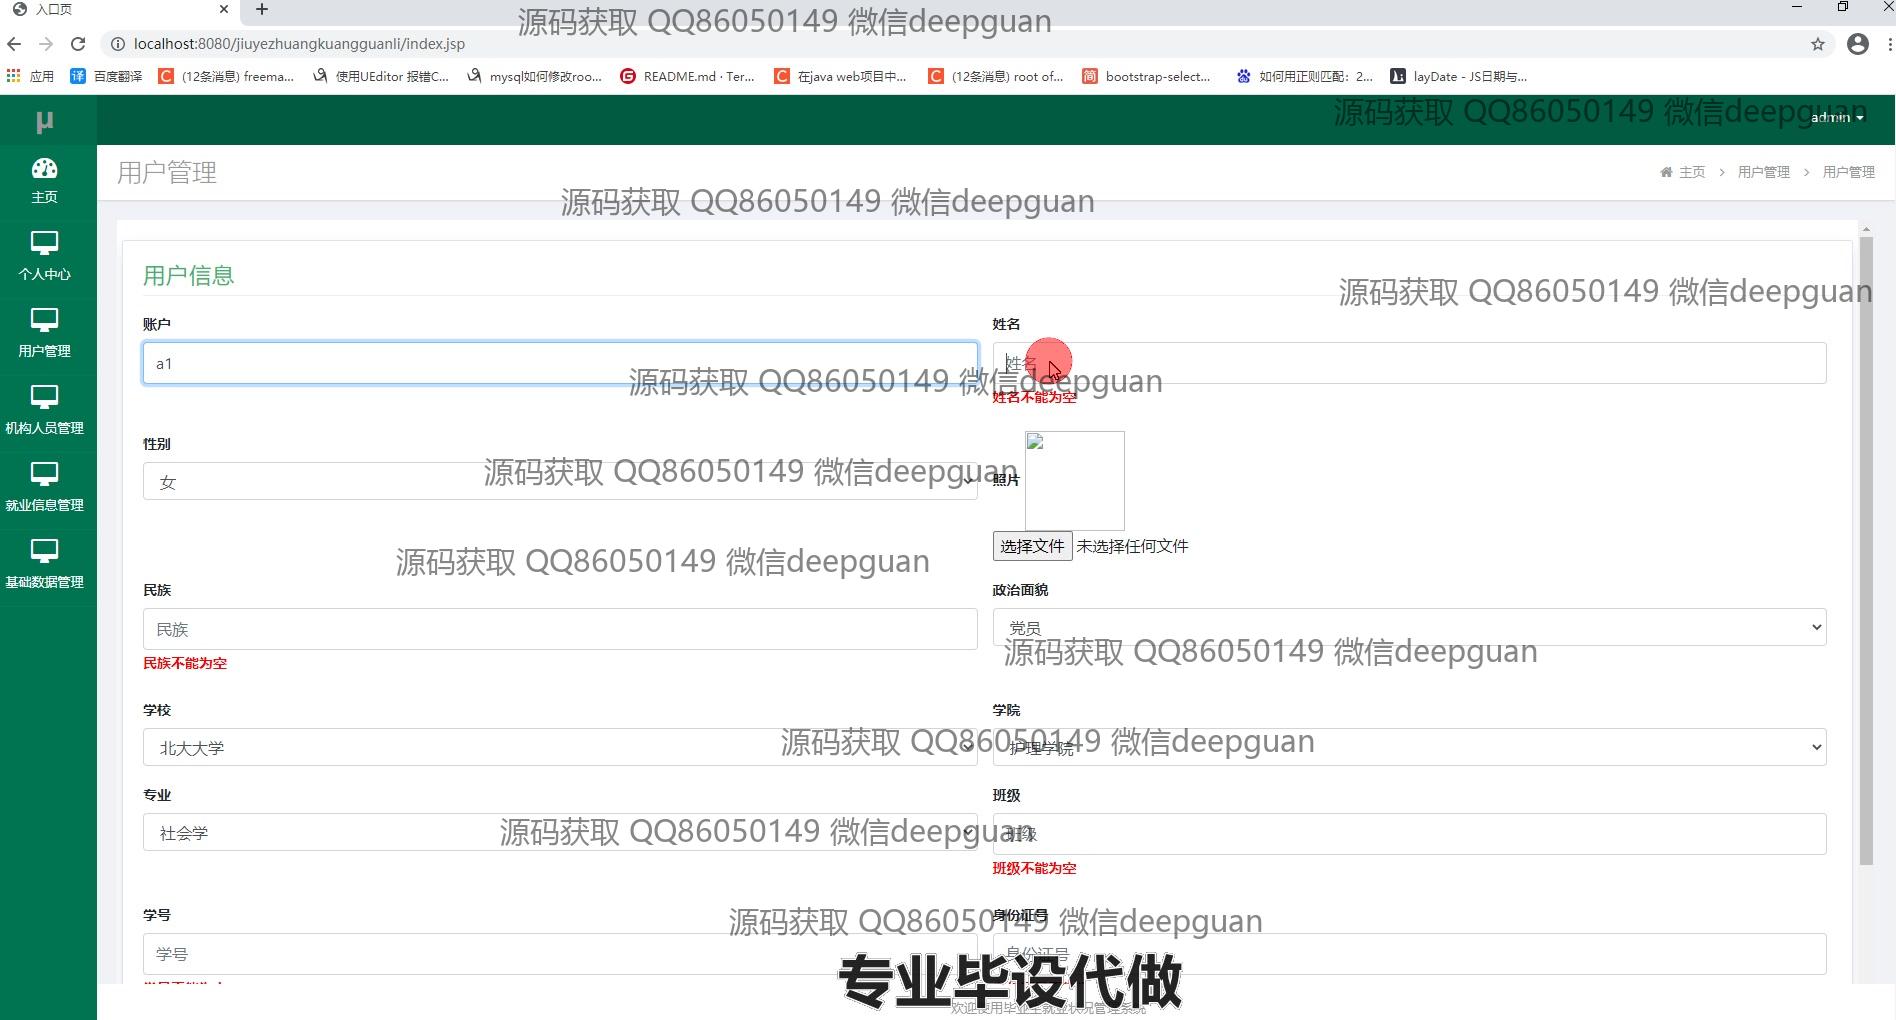 入口页
源码获取 QQ86050149 微信deepguan
localhost:8080/jiuyezhuangkuangguanli/index.jsp
应用
百度翻译
(12条消息) freema...
使用UEditor 报错C...
mysql如何修改roo...
README.md · Ter...
在java web项目中...
(12条消息) root of...
bootstrap-select...
如何用正则匹配：2...
layDate - JS日期与...
μ
源码获取 QQ86050149 微信deepguan
admin
主页
用户管理
主页 > 用户管理 > 用户管理
源码获取 QQ86050149 微信deepguan
个人中心
用户信息
源码获取 QQ86050149 微信deepguan
账户
姓名
用户管理
a1
姓名
源码获取 QQ86050149 微信deepguan
姓名不能为空
机构人员管理
性别
女
源码获取 QQ86050149 微信deepguan
照片
就业信息管理
选择文件 未选择任何文件
源码获取 QQ86050149 微信deepguan
基础数据管理
民族
政治面貌
民族
党员
源码获取 QQ86050149 微信deepguan
民族不能为空
学校
学院
北大大学
护理学院
源码获取 QQ86050149 微信deepguan
专业
班级
社会学
班级
源码获取 QQ86050149 微信deepguan
班级不能为空
学号
身份证号
源码获取 QQ86050149 微信deepguan
学号
身份证号
专业毕设代做
欢迎使用毕业生就业状况管理系统